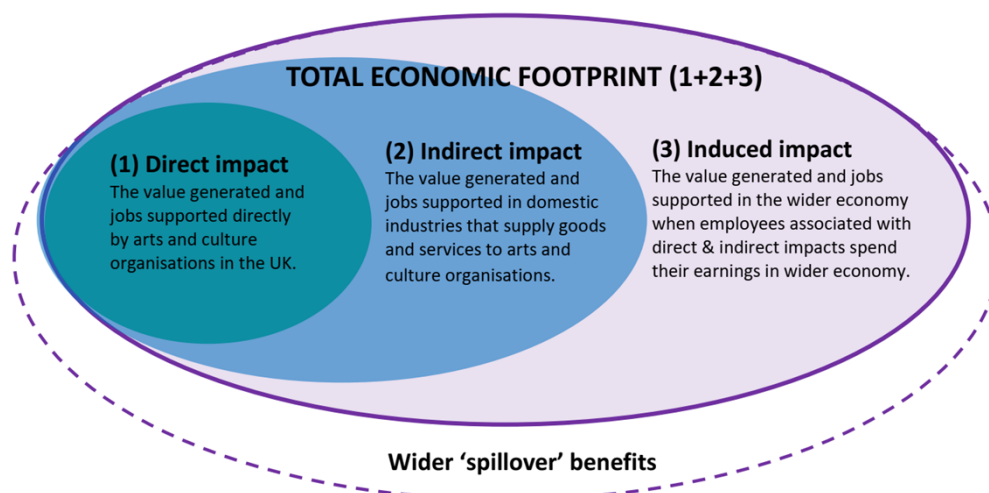 TOTAL ECONOMIC FOOTPRINT (1+2+3)
(1) Direct impact
The value generated and
jobs supported directly
by arts and culture
organisations in the UK.
(2) Indirect impact
The value generated and
jobs supported in domestic
industries that supply goods
and services to arts and
culture organisations.
(3) Induced impact
The value generated and jobs
supported in the wider economy
when employees associated with
direct & indirect impacts spend
their earnings in wider economy.
Wider ‘spillover’ benefits